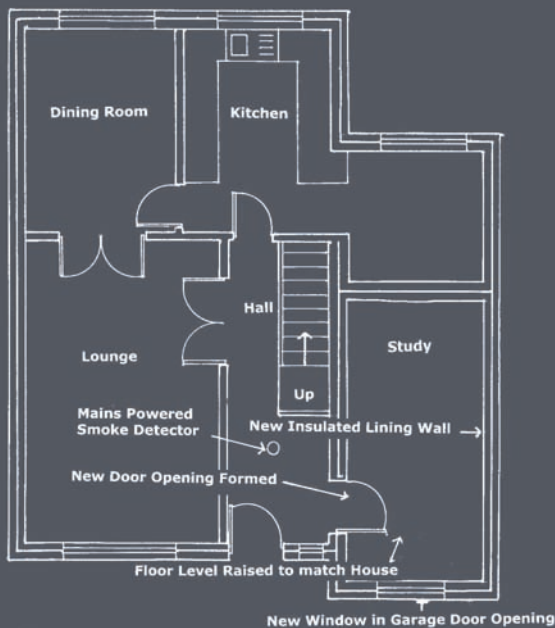 Dining Room
Kitchen
Hall
Study
Lounge
Up
Mains Powered
Smoke Detector
New Insulated Lining Wall
New Door Opening Formed
Floor Level Raised to match House
New Window in Garage Door Opening